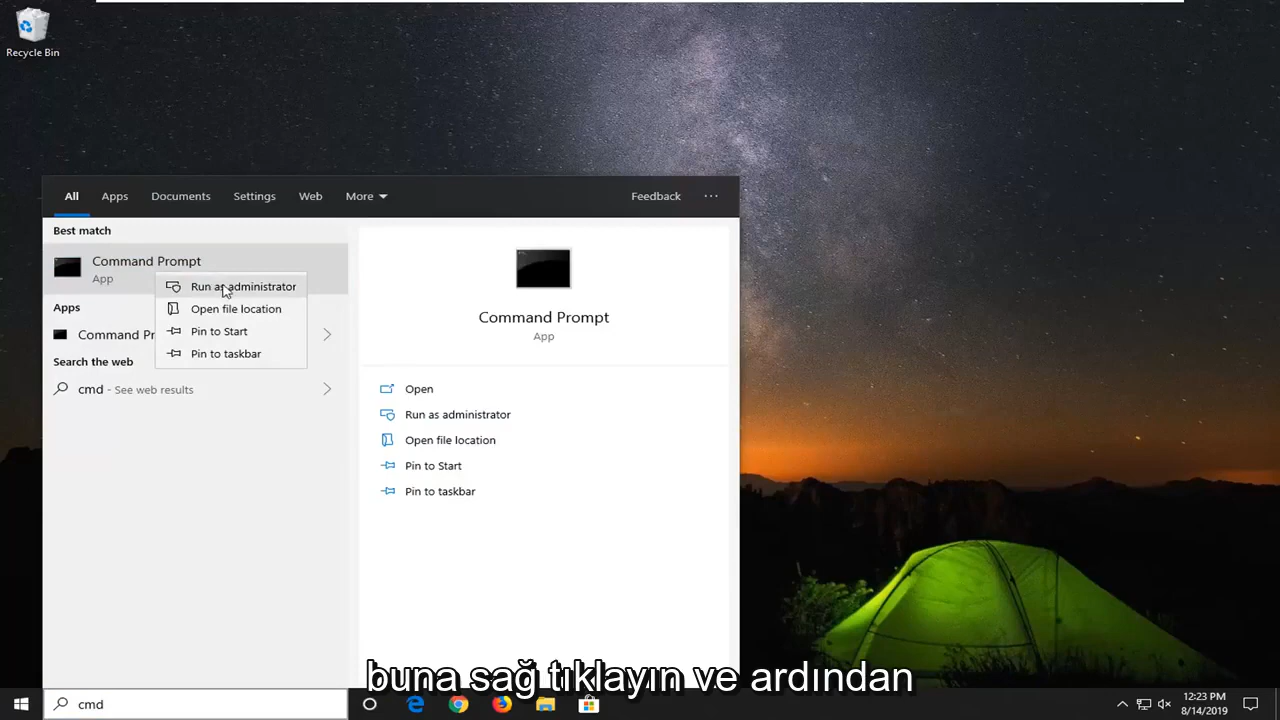 Recycle Bin
All Apps Documents Settings Web More Feedback ...
Best match
Command Prompt
App
Run as administrator
Open file location
Pin to Start
Pin to taskbar
Apps
Command Pr
Search the web
cmd - See web results
Command Prompt
App
Open
Run as administrator
Open file location
Pin to Start
Pin to taskbar
buna sağ tıklayın ve ardından
cmd
12:23 PM
8/14/2019